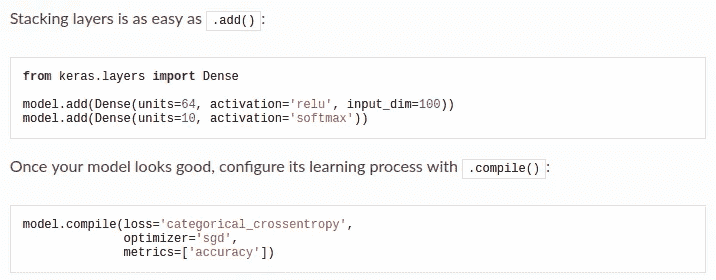 Stacking layers is as easy as .add() :
from keras.layers import Dense
model.add(Dense(units=64, activation='relu', input_dim=100))
model.add(Dense(units=10, activation='softmax'))
Once your model looks good, configure its learning process with .compile() :
model.compile(loss='categorical_crossentropy',
              optimizer='sgd',
              metrics=['accuracy'])